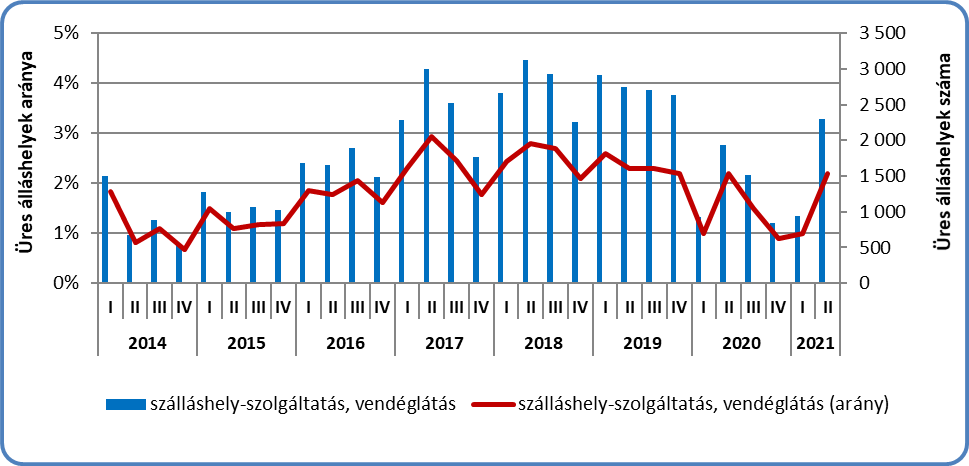 Üres álláshelyek aránya
5%
4%
3%
2%
1%
0%
3 500
3 000
2 500
2 000
1 500
1 000
500
0
Üres álláshelyek száma
I II III IV I II III IV I II III IV I II III IV I II III IV I II III IV I II III IV I II
2014 2015 2016 2017 2018 2019 2020 2021
szálláshely-szolgáltatás, vendéglátás szálláshely-szolgáltatás, vendéglátás (arány)